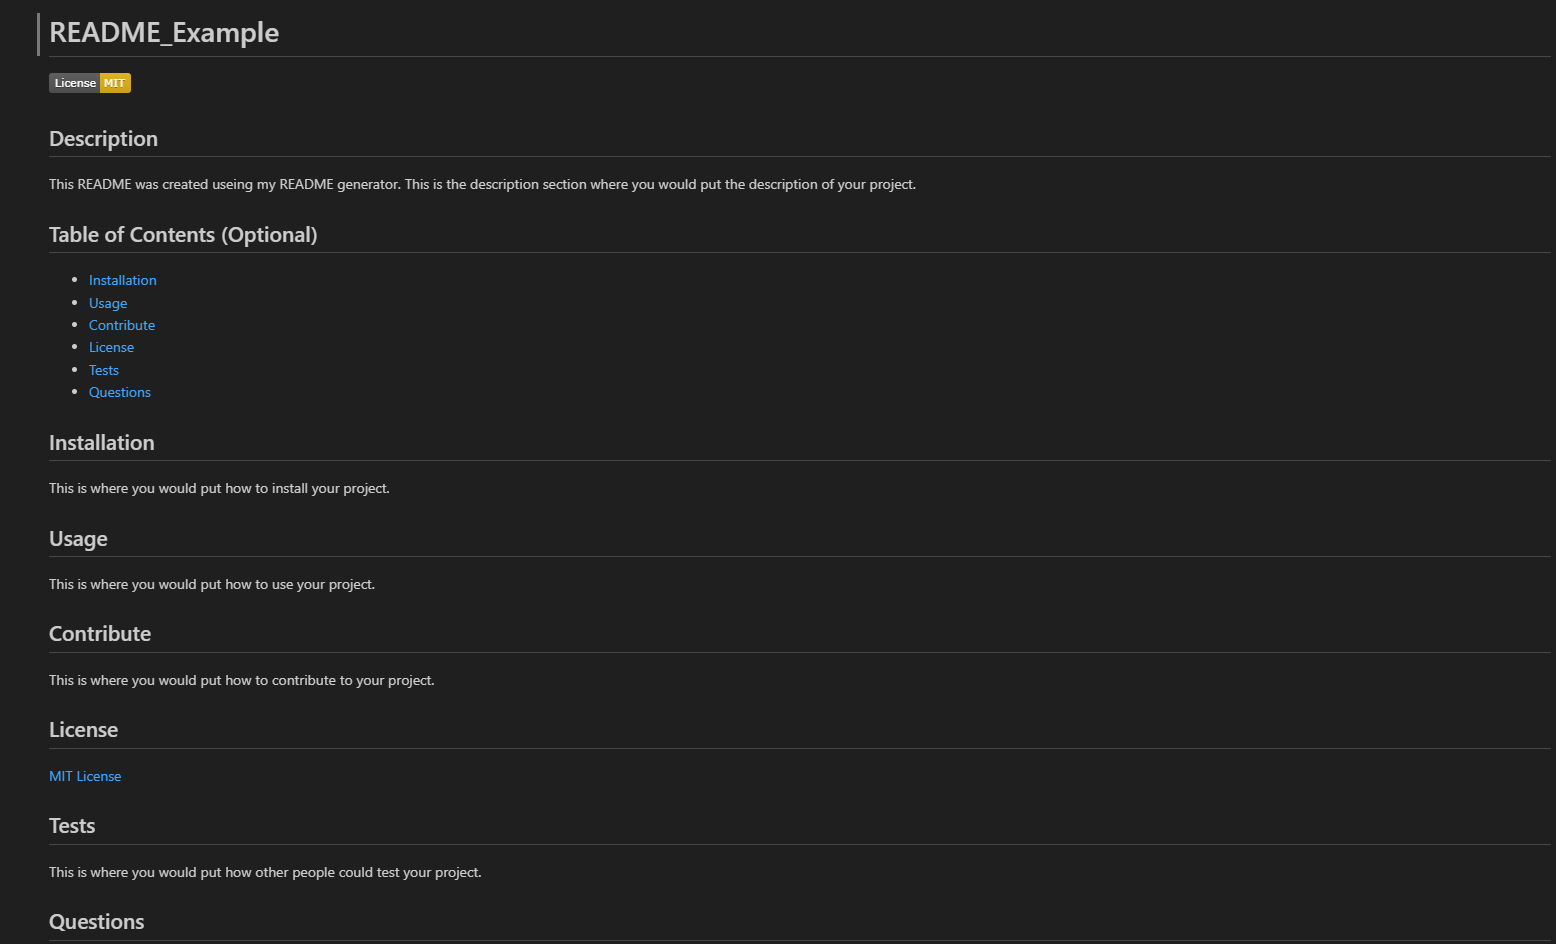 README_Example
License MIT
Description
This README was created useing my README generator. This is the description section where you would put the description of your project.
Table of Contents (Optional)
Installation
Usage
Contribute
License
Tests
Questions
Installation
This is where you would put how to install your project.
Usage
This is where you would put how to use your project.
Contribute
This is where you would put how to contribute to your project.
License
MIT License
Tests
This is where you would put how other people could test your project.
Questions